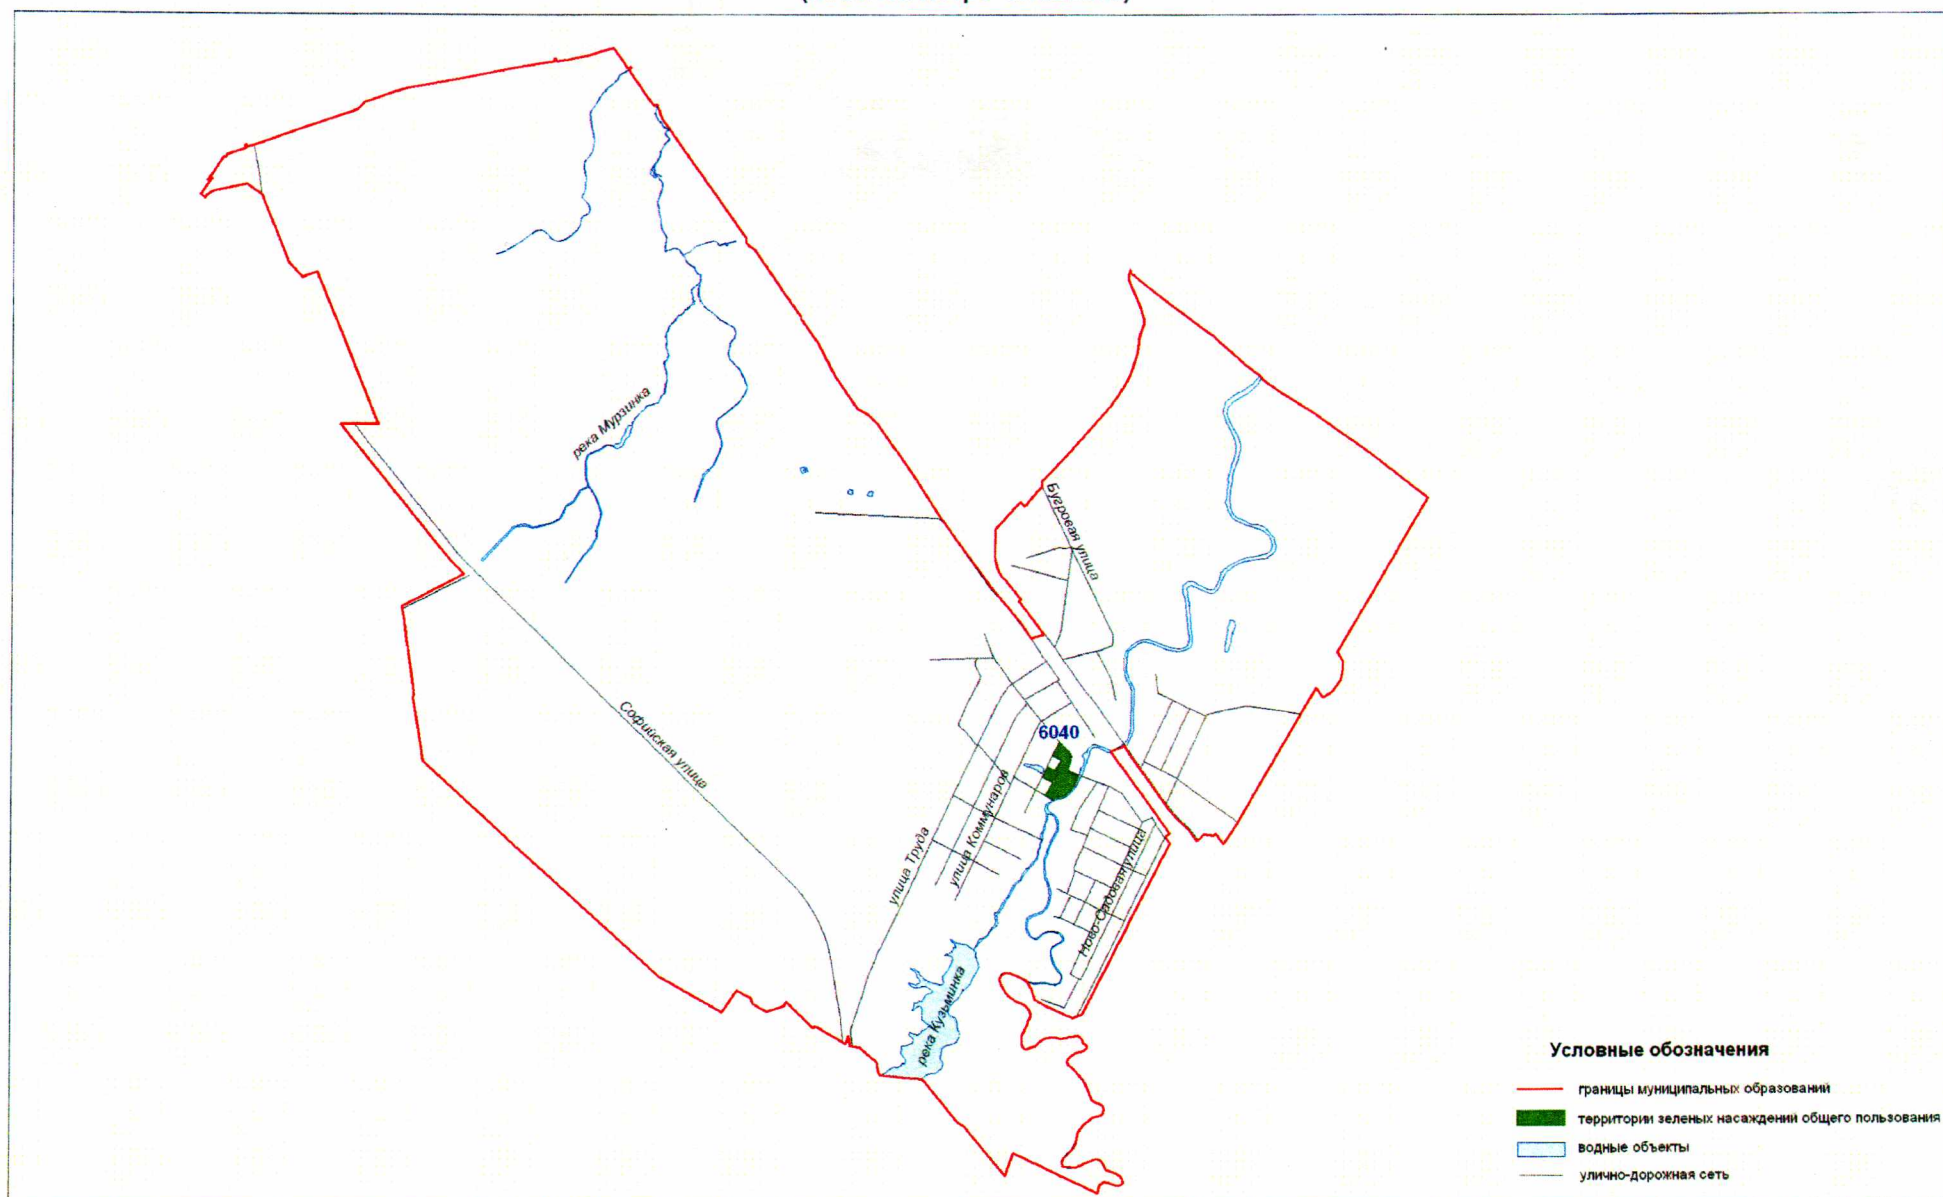 река Мурзинка
Бугровая улица
Софийская улица
6040
улица Труда
улица Коммунаров
Ново-Садовая улица
река Кузьминка
Условные обозначения
границы муниципальных образований
территории зеленых насаждений общего пользования
водные объекты
улично-дорожная сеть